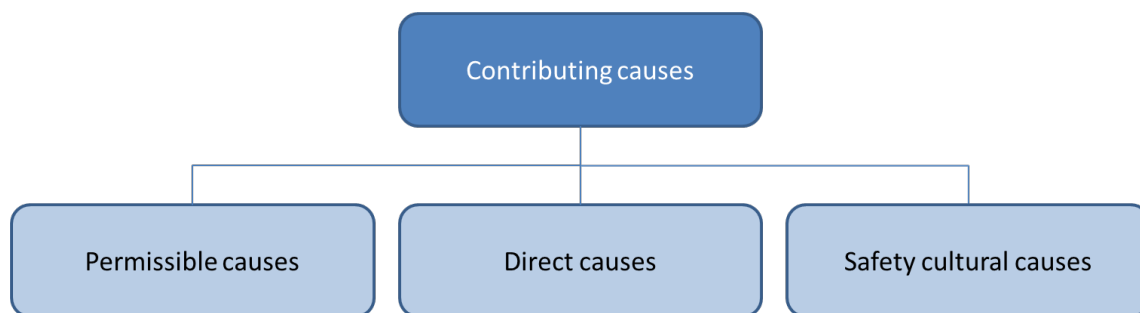 Contributing causes
Permissible causes
Direct causes
Safety cultural causes